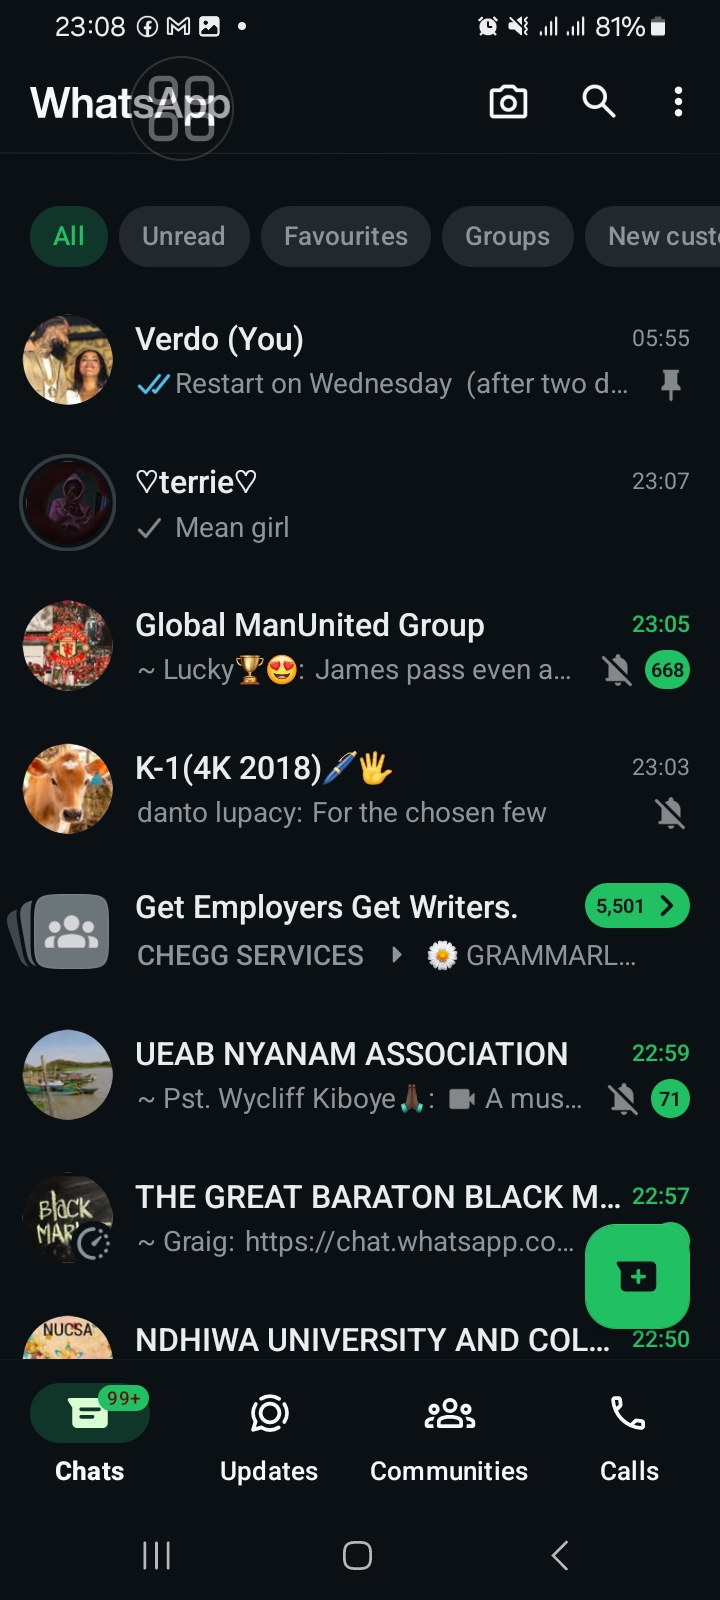 23:08 81%
WhatsApp
All Unread Favourites Groups New custo
Verdo (You) 05:55
Restart on Wednesday (after two d...
♡terrie♡ 23:07
Mean girl
Global ManUnited Group 23:05
~ Lucky🏆😍: James pass even a... 668
K-1(4K 2018)🖊️🖐️ 23:03
danto lupacy: For the chosen few
Get Employers Get Writers. 5,501
CHEGG SERVICES 🌼 GRAMMARL...
UEAB NYANAM ASSOCIATION 22:59
~ Pst. Wycliff Kiboye🙏🏿: A mus... 71
THE GREAT BARATON BLACK M... 22:57
BlACK
MAR
~ Graig: https://chat.whatsapp.co...
NUCSA
NDHIWA UNIVERSITY AND COL... 22:50
99+
Chats Updates Communities Calls